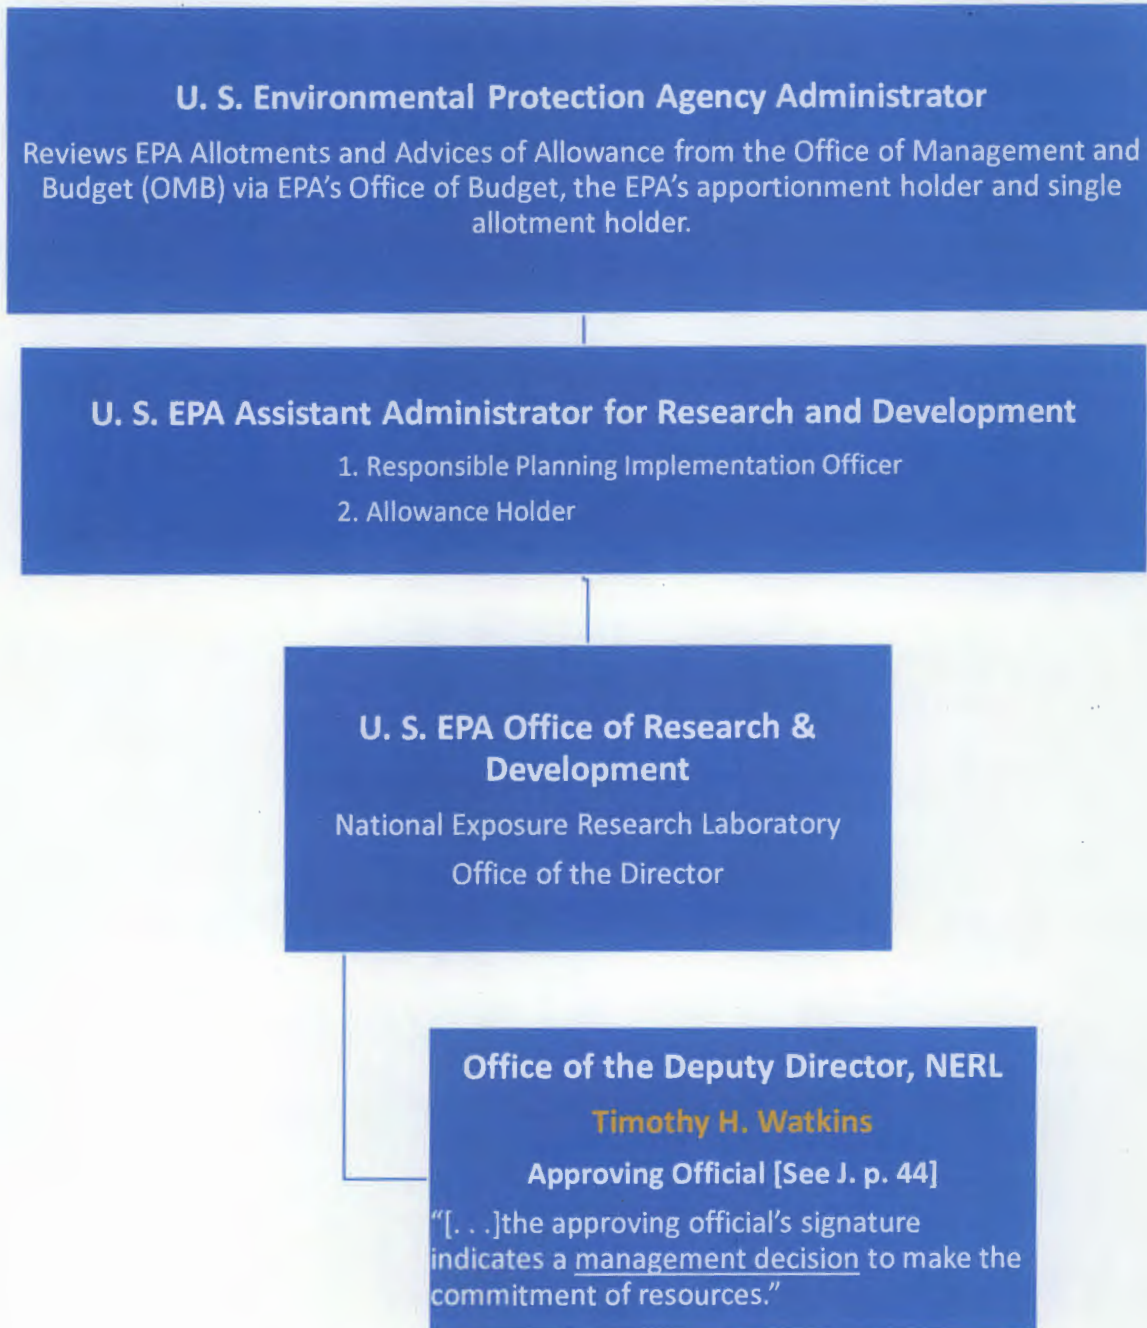 U. S. Environmental Protection Agency Administrator
Reviews EPA Allotments and Advices of Allowance from the Office of Management and
Budget (OMB) via EPA's Office of Budget, the EPA's apportionment holder and single
allotment holder.
U. S. EPA Assistant Administrator for Research and Development
1. Responsible Planning Implementation Officer
2. Allowance Holder
U. S. EPA Office of Research &
Development
National Exposure Research Laboratory
Office of the Director
Office of the Deputy Director, NERL
Timothy H. Watkins
Approving Official [See J. p. 44]
"[. . .]the approving official's signature
indicates a management decision to make the
commitment of resources."